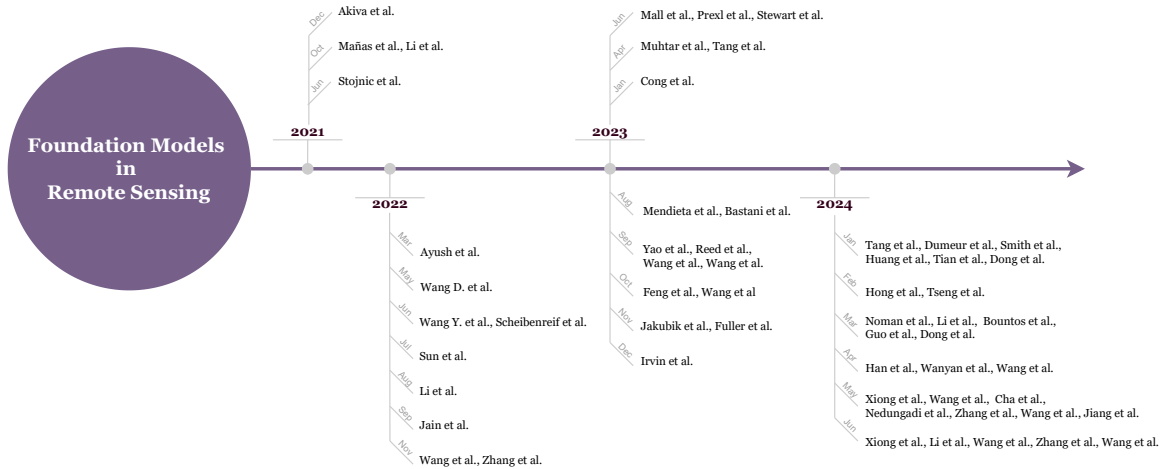 Foundation Models
in
Remote Sensing
2021
Dec
Akiva et al.
Oct
Mañas et al., Li et al.
Jun
Stojnic et al.
2022
Mar
Ayush et al.
May
Wang D. et al.
Jun
Wang Y. et al., Scheibenreif et al.
Jul
Sun et al.
Aug
Li et al.
Sep
Jain et al.
Nov
Wang et al., Zhang et al.
2023
Jun
Mall et al., Prexl et al., Stewart et al.
Apr
Muhtar et al., Tang et al.
Jan
Cong et al.
Aug
Mendieta et al., Bastani et al.
Sep
Yao et al., Reed et al.,
Wang et al., Wang et al.
Oct
Feng et al., Wang et al
Nov
Jakubik et al., Fuller et al.
Dec
Irvin et al.
2024
Jan
Tang et al., Dumeur et al., Smith et al.,
Huang et al., Tian et al., Dong et al.
Feb
Hong et al., Tseng et al.
Mar
Noman et al., Li et al., Bountos et al.,
Guo et al., Dong et al.
Apr
Han et al., Wanyan et al., Wang et al.
May
Xiong et al., Wang et al., Cha et al.,
Nedungadi et al., Zhang et al., Wang et al., Jiang et al.
Jun
Xiong et al., Li et al., Wang et al., Zhang et al., Wang et al.